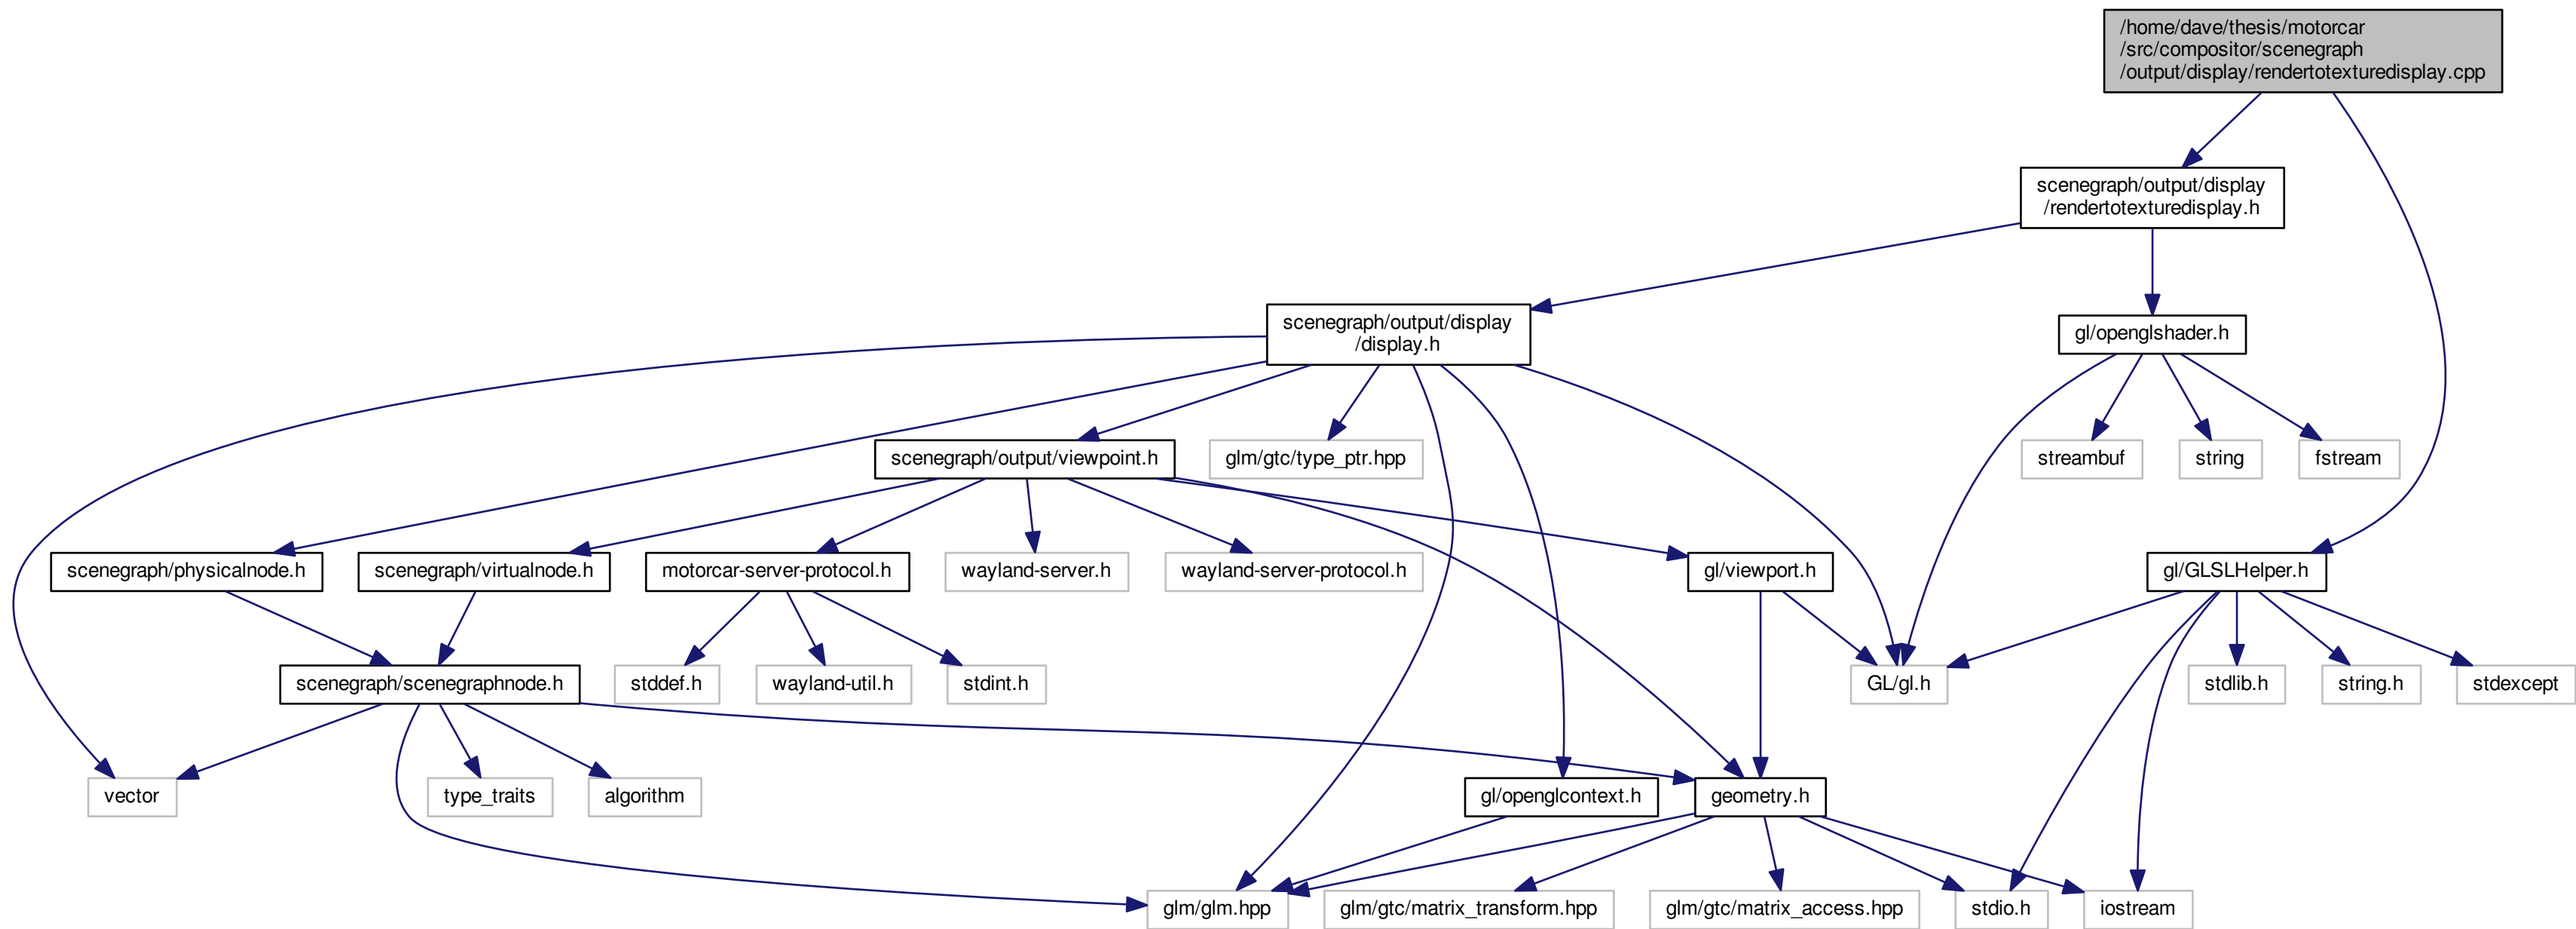 /home/dave/thesis/motorcar
/src/compositor/scenegraph
/output/display/rendertotexturedisplay.cpp
scenegraph/output/display
/rendertotexturedisplay.h
scenegraph/output/display
/display.h
gl/openglshader.h
scenegraph/output/viewpoint.h
glm/gtc/type_ptr.hpp
streambuf
string
fstream
scenegraph/physicalnode.h
scenegraph/virtualnode.h
motorcar-server-protocol.h
wayland-server.h
wayland-server-protocol.h
gl/viewport.h
gl/GLSLHelper.h
scenegraph/scenegraphnode.h
stddef.h
wayland-util.h
stdint.h
GL/gl.h
stdlib.h
string.h
stdexcept
vector
type_traits
algorithm
gl/openglcontext.h
geometry.h
glm/glm.hpp
glm/gtc/matrix_transform.hpp
glm/gtc/matrix_access.hpp
stdio.h
iostream